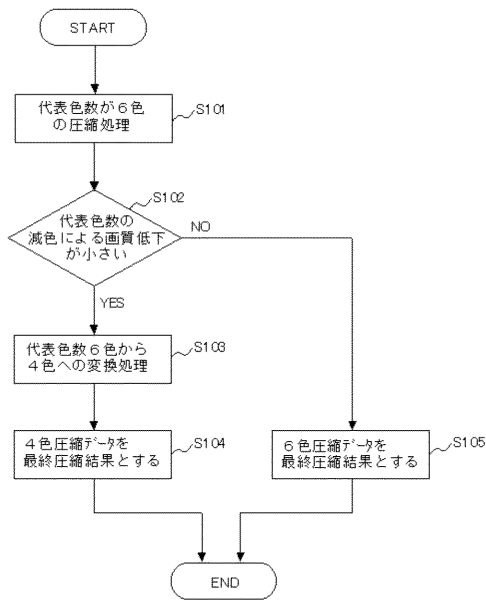 START
代表色数が6色
の圧縮処理
S101
S102
代表色数の
減色による画質低下
が小さい
NO
YES
代表色数6色から
4色への変換処理
S103
4色圧縮データを
最終圧縮結果とする
S104
6色圧縮データを
最終圧縮結果とする
S105
END